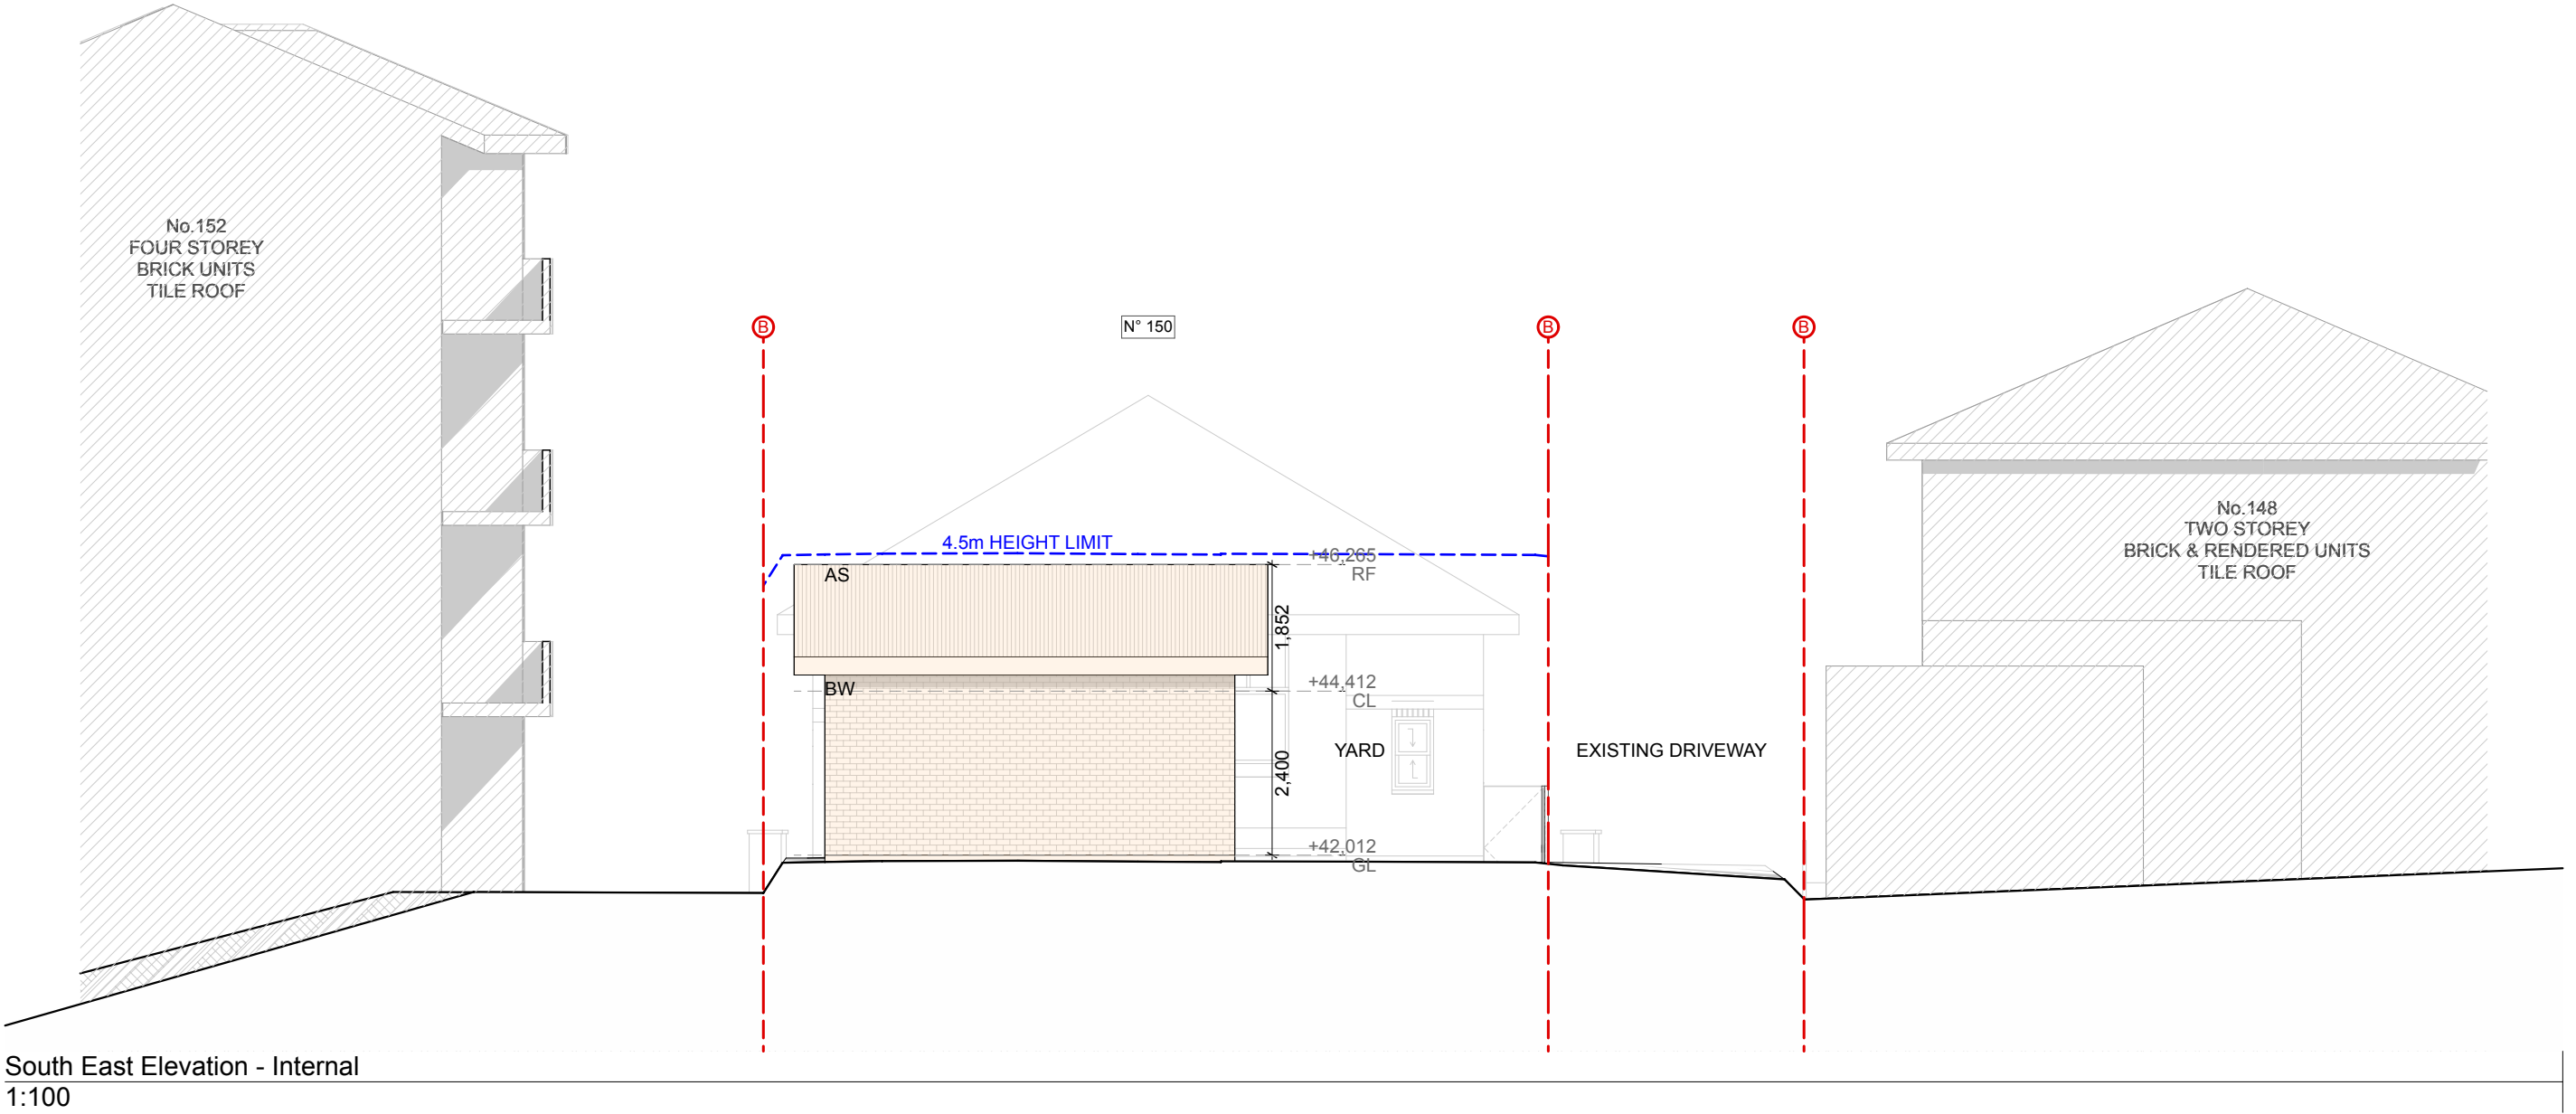 No.152
FOUR STOREY
BRICK UNITS
TILE ROOF
B
N° 150
B
B
No.148
TWO STOREY
BRICK & RENDERED UNITS
TILE ROOF
4.5m HEIGHT LIMIT
+46,265
RF
AS
1,852
BW
+44,412
CL
YARD
EXISTING DRIVEWAY
2,400
+42,012
GL
South East Elevation - Internal
1:100